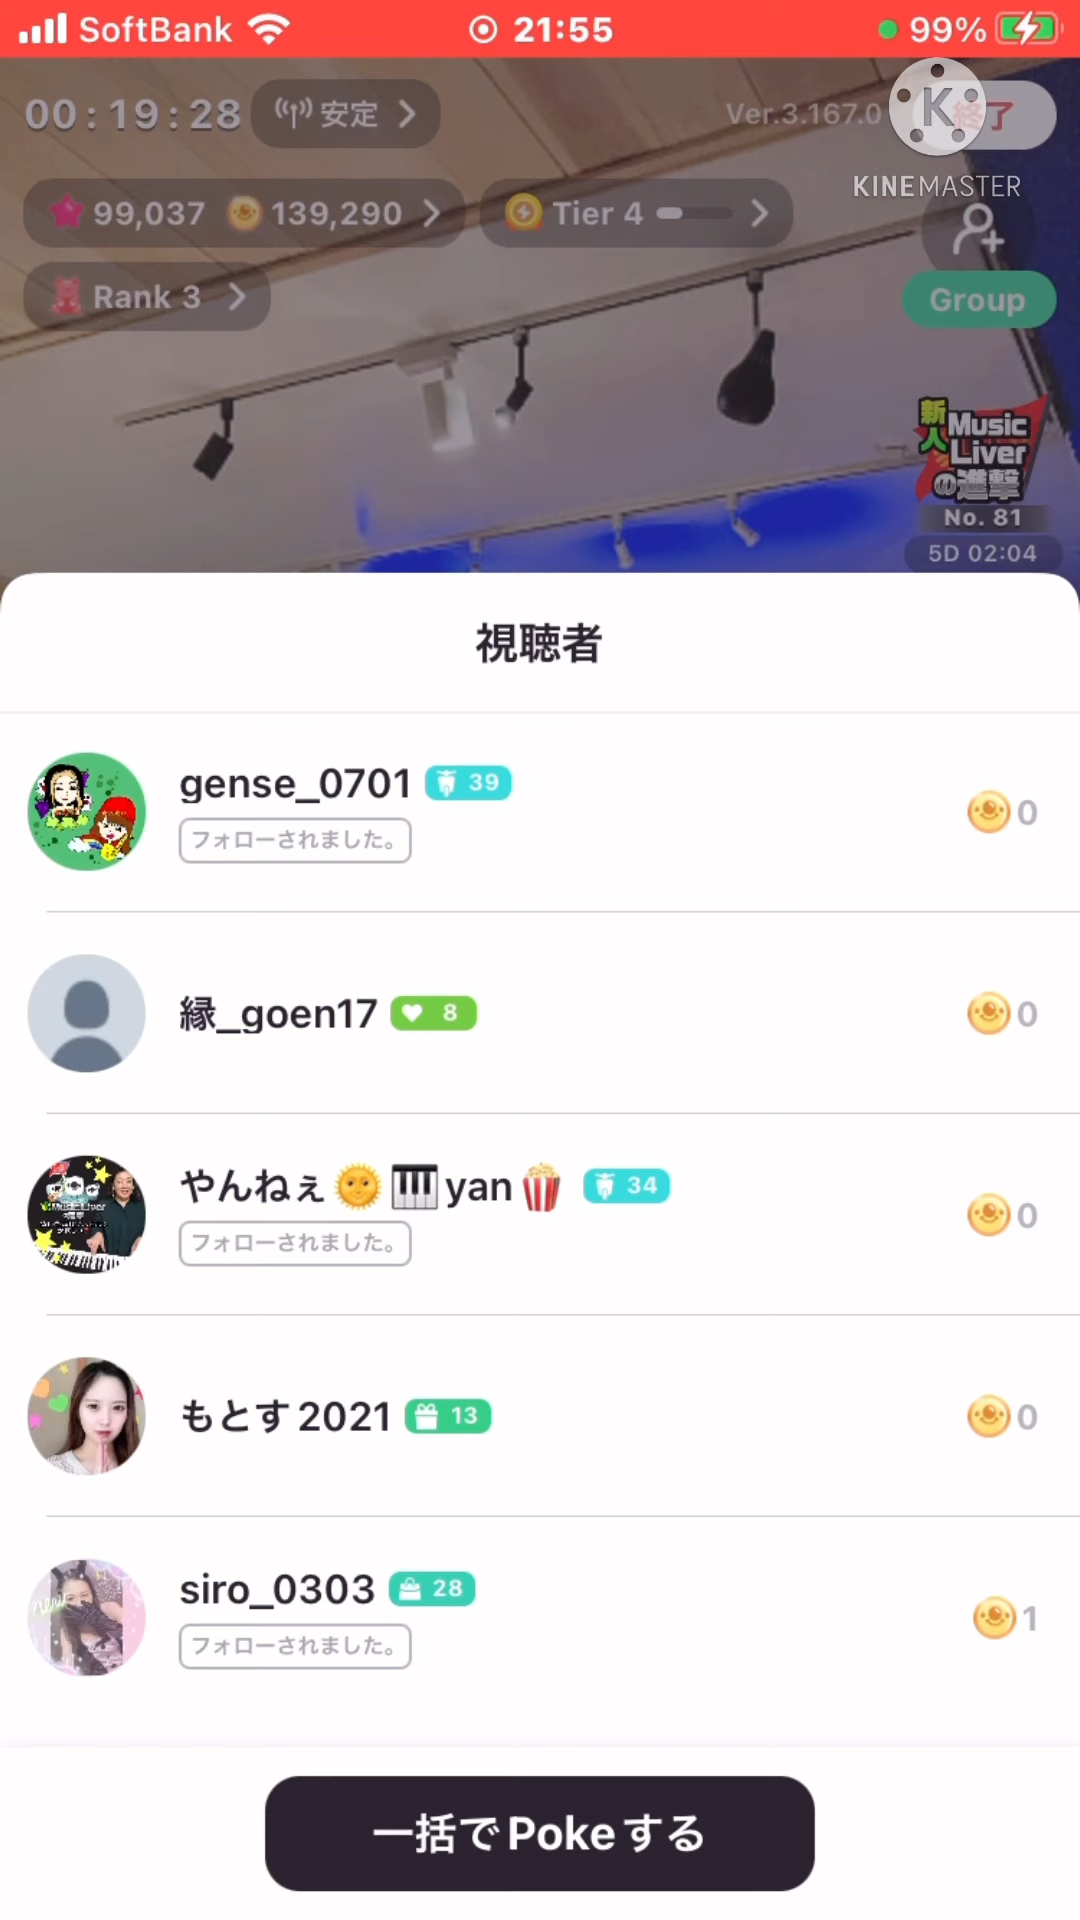 SoftBank 21:55 99%
00:19:28 安定 Ver.3.167.0 終了
K
KINEMASTER
99,037 139,290 Tier 4
Rank 3
Group
新人
Music
Liver
の進撃
No. 81
5D 02:04
視聴者
gense_0701 39 0
フォローされました。
縁_goen17 8 0
やんねぇ🌞🎹yan🍿 34 0
フォローされました。
もとす2021 13 0
siro_0303 28 1
フォローされました。
一括でPokeする